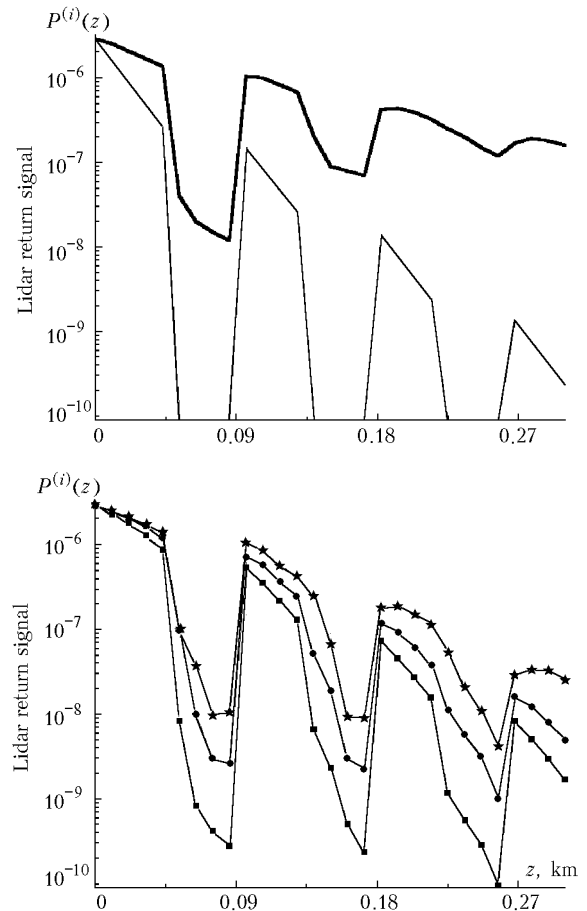 P⁽ⁱ⁾(z)
Lidar return signal
10⁻⁶
10⁻⁷
10⁻⁸
10⁻⁹
10⁻¹⁰
0 0.09 0.18 0.27
P⁽ⁱ⁾(z)
Lidar return signal
10⁻⁶
10⁻⁷
10⁻⁸
10⁻⁹
10⁻¹⁰
z, km
0 0.09 0.18 0.27